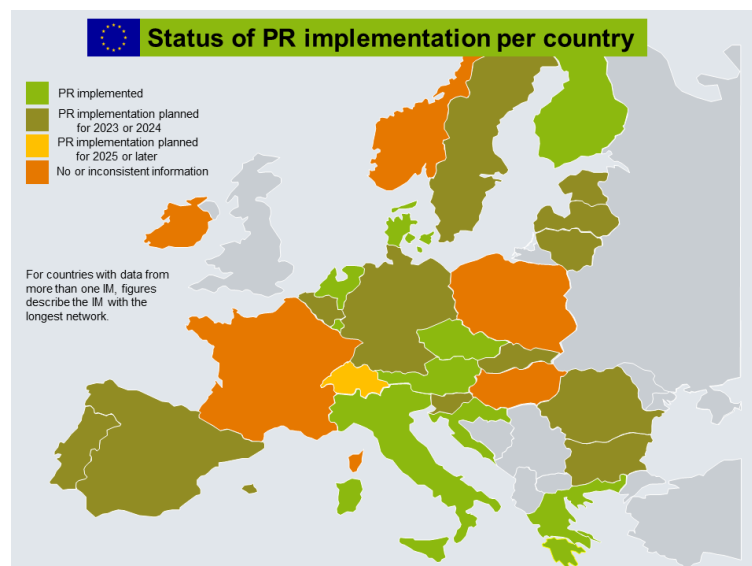 Status of PR implementation per country
PR implemented
PR implementation planned
for 2023 or 2024
PR implementation planned
for 2025 or later
No or inconsistent information
For countries with data from
more than one IM, figures
describe the IM with the
longest network.